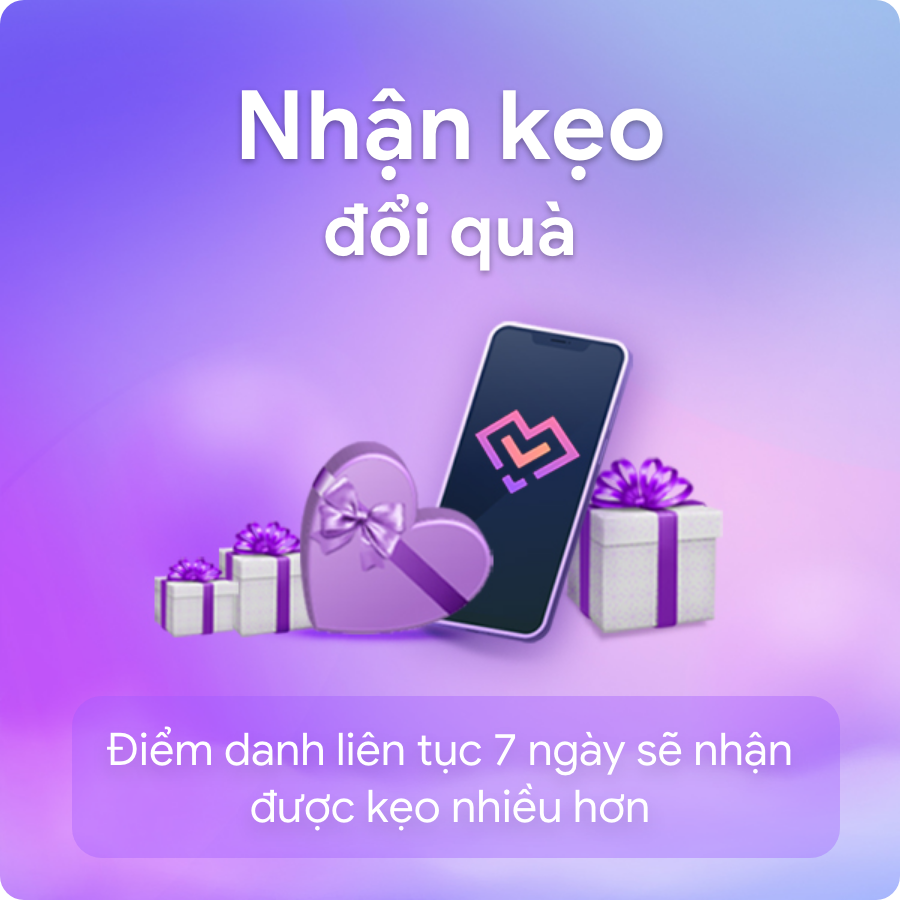 Nhận kẹo
đổi quà
Điểm danh liên tục 7 ngày sẽ nhận
được kẹo nhiều hơn